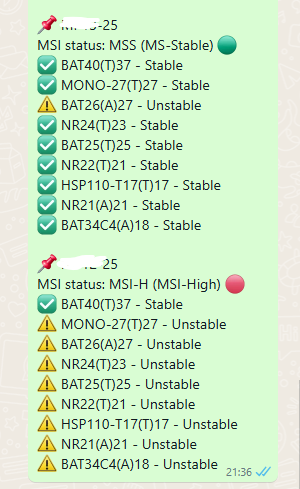 -25
MSI status: MSS (MS-Stable)
BAT40(T)37 - Stable
MONO-27(T)27 - Stable
BAT26(A)27 - Unstable
NR24(T)23 - Stable
BAT25(T)25 - Stable
NR22(T)21 - Stable
HSP110-T17(T)17 - Stable
NR21(A)21 - Stable
BAT34C4(A)18 - Stable
-25
MSI status: MSI-H (MSI-High)
BAT40(T)37 - Stable
MONO-27(T)27 - Unstable
BAT26(A)27 - Unstable
NR24(T)23 - Unstable
BAT25(T)25 - Unstable
NR22(T)21 - Unstable
HSP110-T17(T)17 - Unstable
NR21(A)21 - Unstable
BAT34C4(A)18 - Unstable
21:36